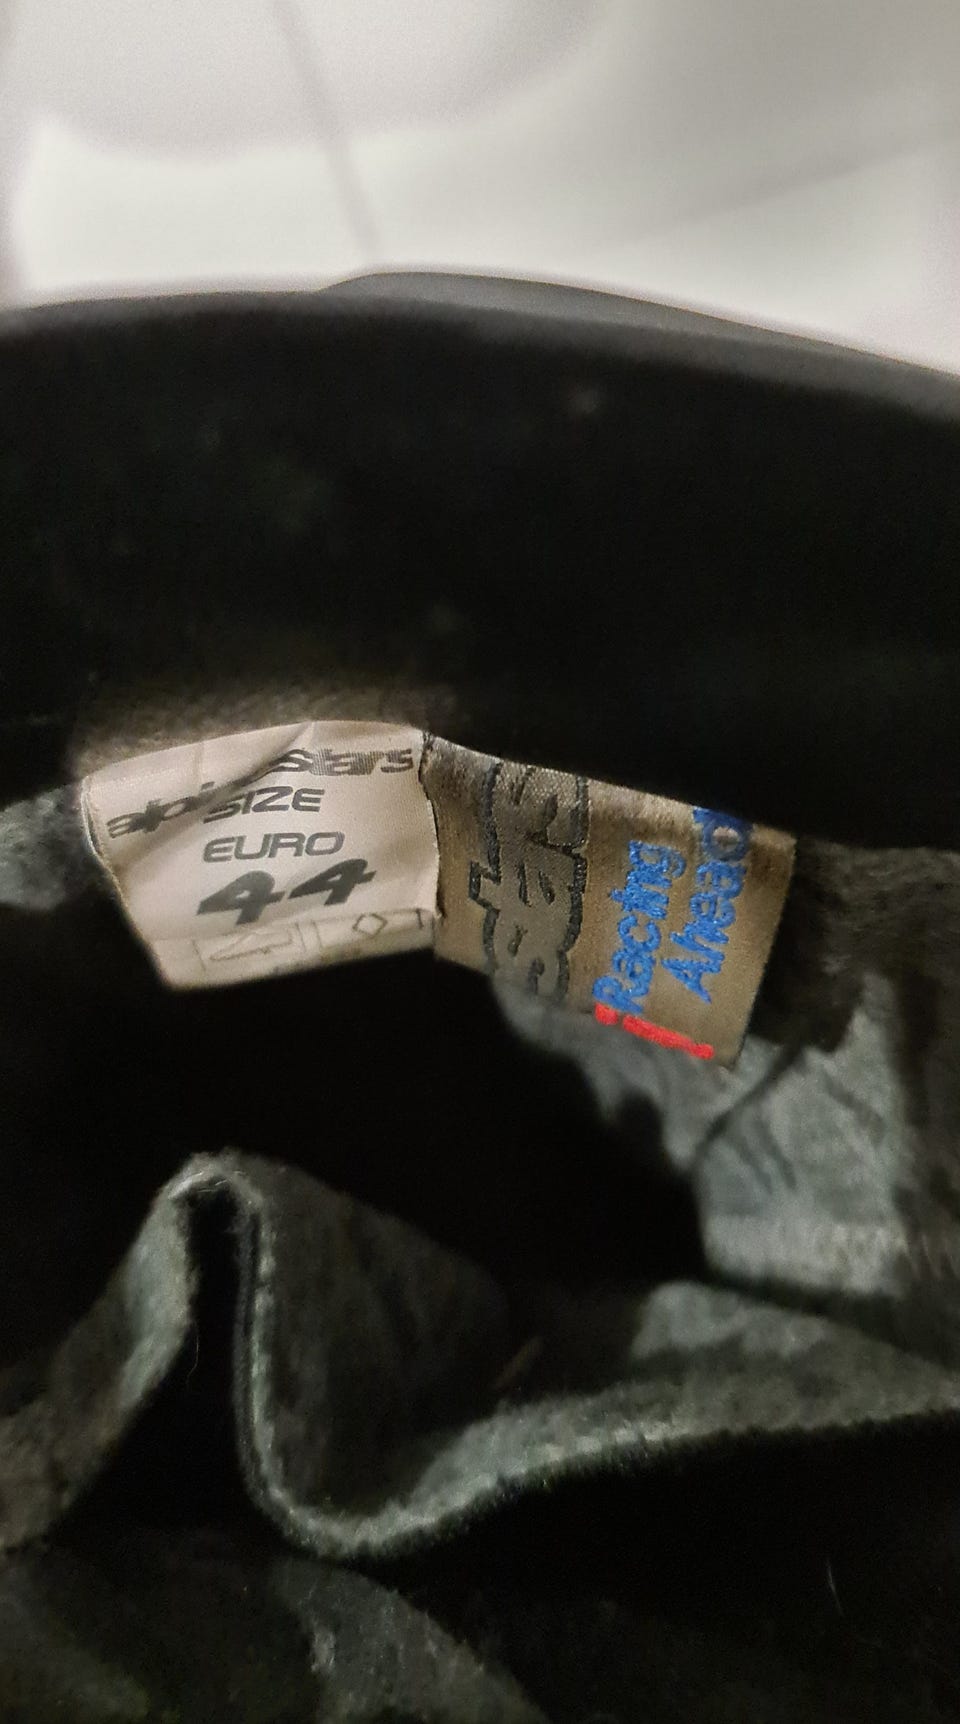 alpinestars
SIZE
EURO
44
Racing
Ahead